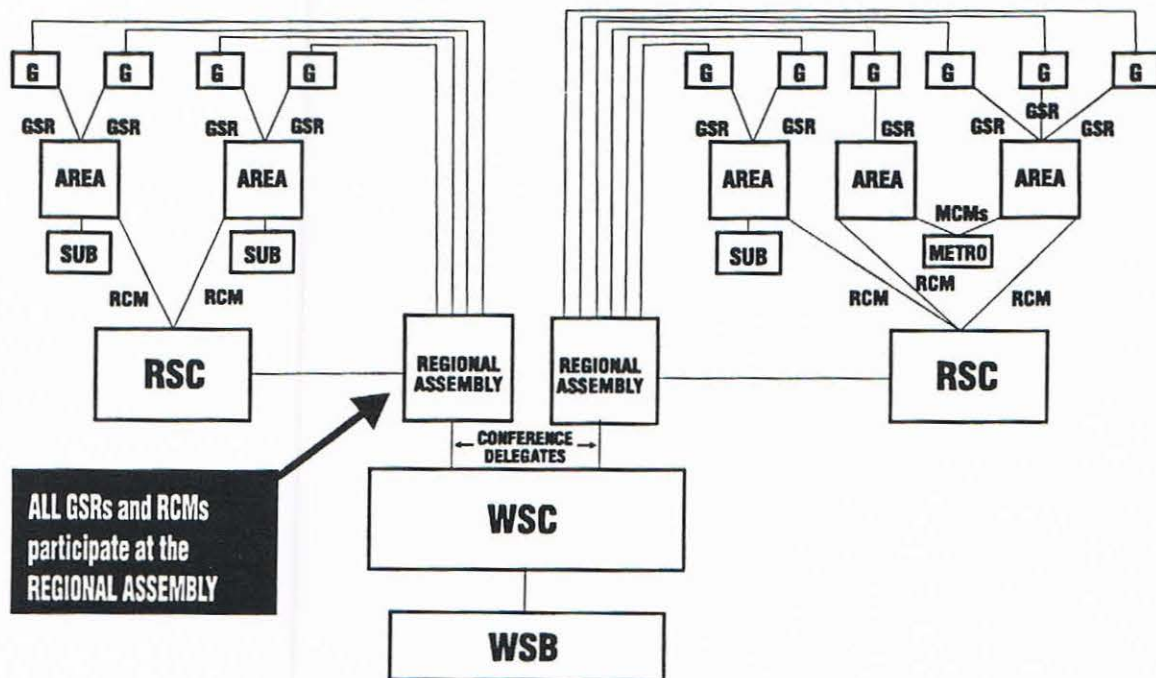 G G G G G G G G G G
GSR GSR GSR GSR GSR GSR GSR GSR GSR GSR
AREA AREA AREA AREA AREA
MCMs
SUB SUB SUB METRO
RCM RCM RCM RCM RCM
RSC REGIONAL ASSEMBLY REGIONAL ASSEMBLY RSC
← CONFERENCE →
DELEGATES
ALL GSRs and RCMs
participate at the
REGIONAL ASSEMBLY
WSC
WSB